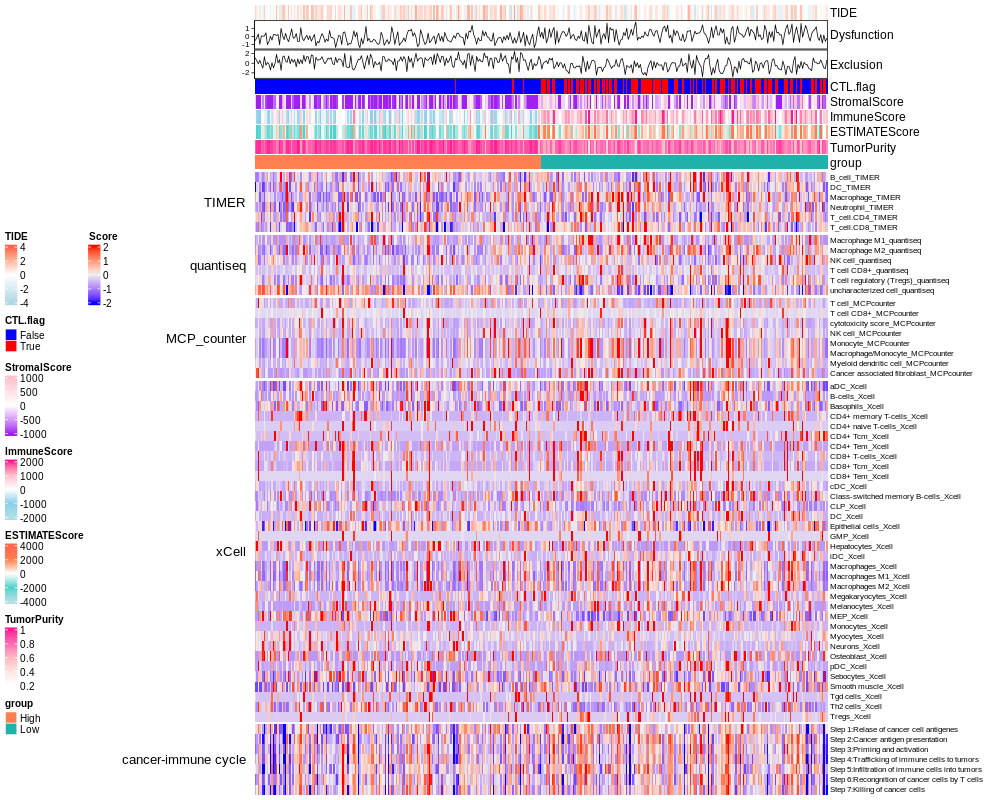 TIDE
1
0
-1
Dysfunction
2
0
-2
Exclusion
CTL.flag
StromalScore
ImmuneScore
ESTIMATEScore
TumorPurity
group
TIMER
B_cell_TIMER
DC_TIMER
Macrophage_TIMER
Neutrophil_TIMER
T_cell.CD4_TIMER
T_cell.CD8_TIMER
quantiseq
Macrophage M1_quantiseq
Macrophage M2_quantiseq
NK cell_quantiseq
T cell CD8+_quantiseq
T cell regulatory (Tregs)_quantiseq
uncharacterized cell_quantiseq
MCP_counter
T cell_MCPcounter
T cell CD8+_MCPcounter
cytotoxicity score_MCPcounter
NK cell_MCPcounter
Monocyte_MCPcounter
Macrophage/Monocyte_MCPcounter
Myeloid dendritic cell_MCPcounter
Cancer associated fibroblast_MCPcounter
xCell
aDC_Xcell
B-cells_Xcell
Basophils_Xcell
CD4+ memory T-cells_Xcell
CD4+ naive T-cells_Xcell
CD4+ Tcm_Xcell
CD4+ Tem_Xcell
CD8+ T-cells_Xcell
CD8+ Tcm_Xcell
CD8+ Tem_Xcell
cDC_Xcell
Class-switched memory B-cells_Xcell
CLP_Xcell
DC_Xcell
Epithelial cells_Xcell
GMP_Xcell
Hepatocytes_Xcell
iDC_Xcell
Macrophages_Xcell
Macrophages M1_Xcell
Macrophages M2_Xcell
Megakaryocytes_Xcell
Melanocytes_Xcell
MEP_Xcell
Monocytes_Xcell
Myocytes_Xcell
Neurons_Xcell
Osteoblast_Xcell
pDC_Xcell
Sebocytes_Xcell
Smooth muscle_Xcell
Tgd cells_Xcell
Th2 cells_Xcell
Tregs_Xcell
cancer-immune cycle
Step 1:Relase of cancer cell antigenes
Step 2:Cancer antigen presentation
Step 3:Priming and activation
Step 4:Trafficking of immune cells to tumors
Step 5:Infiltration of immune cells into tumors
Step 6:Recongnition of cancer cells by T cells
Step 7:Killing of cancer cells
TIDE
4
2
0
-2
-4
Score
2
1
0
-1
-2
CTL.flag
False
True
StromalScore
1000
500
0
-500
-1000
ImmuneScore
2000
1000
0
-1000
-2000
ESTIMATEScore
4000
2000
0
-2000
-4000
TumorPurity
1
0.8
0.6
0.4
0.2
group
High
Low